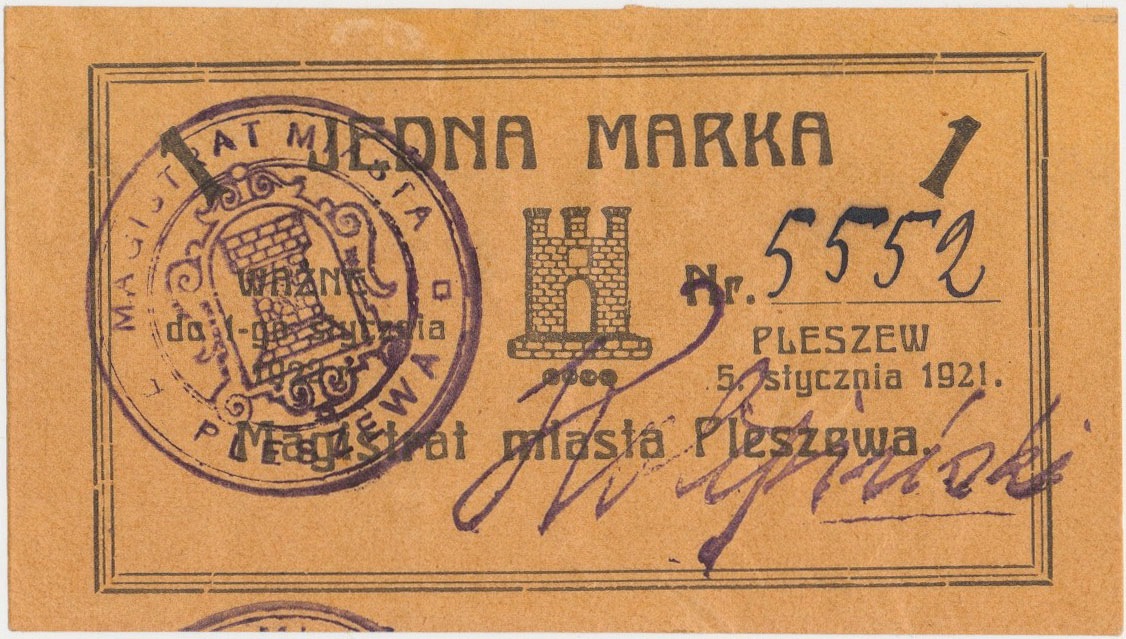 1 JEDNA MARKA 1
MAGISTRAT MIASTA
PLESZEWA
WAŻNE
do 1-go stycznia
Nr. 5552
PLESZEW
5. stycznia 1921.
Magistrat miasta Pleszewa.